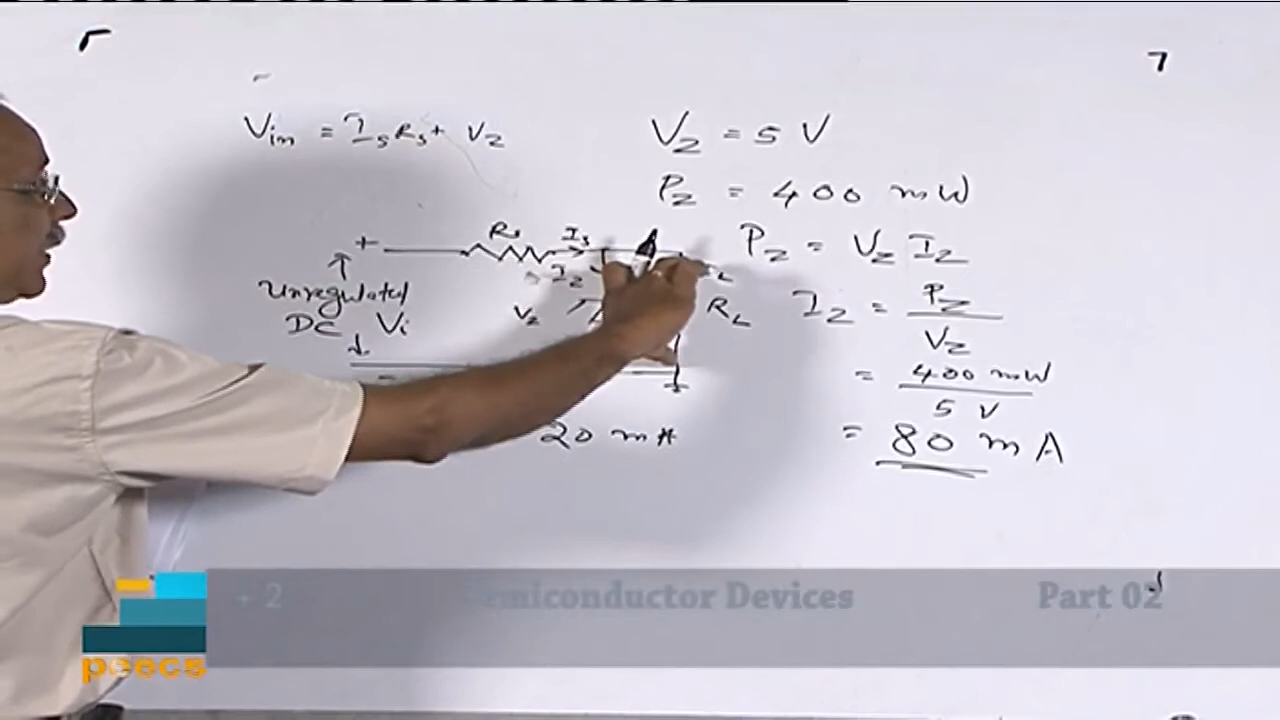 Vin = IsRs + Vz
Vz = 5 V
Pz = 400 mW
+ Rs Is
Pz = Vz Iz
Iz
Unregulated
DC Vi
Vz
RL
Iz = Pz
Vz
= 400 mW
5 V
-
20 mA
= 80 mA
+ 2 Semiconductor Devices Part 02
peecs